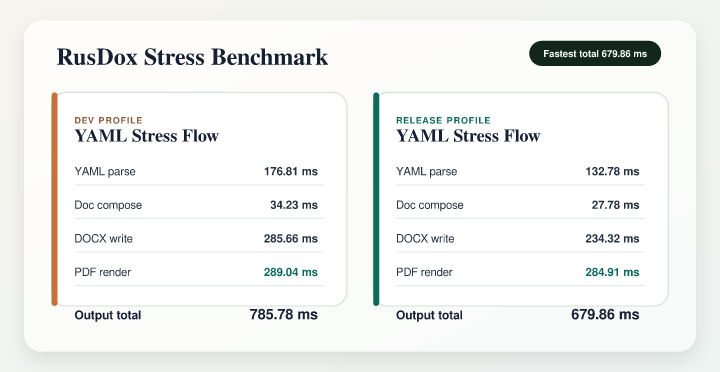 RusDox Stress Benchmark
Fastest total 679.86 ms
DEV PROFILE
YAML Stress Flow
YAML parse 176.81 ms
Doc compose 34.23 ms
DOCX write 285.66 ms
PDF render 289.04 ms
Output total 785.78 ms
RELEASE PROFILE
YAML Stress Flow
YAML parse 132.78 ms
Doc compose 27.78 ms
DOCX write 234.32 ms
PDF render 284.91 ms
Output total 679.86 ms